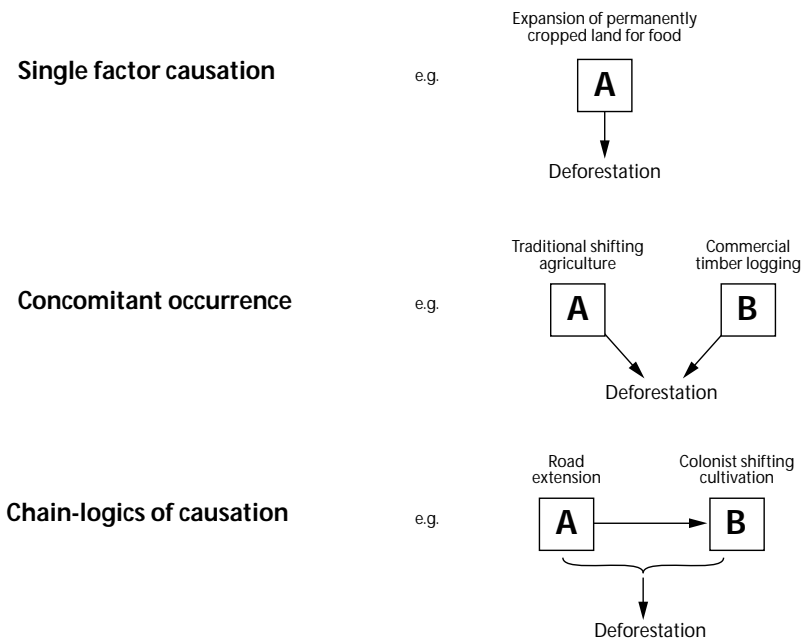 Expansion of permanently
cropped land for food
Single factor causation
e.g.
A
Deforestation
Traditional shifting
agriculture
Commercial
timber logging
Concomitant occurrence
e.g.
A
B
Deforestation
Road
extension
Colonist shifting
cultivation
Chain-logics of causation
e.g.
A
B
Deforestation